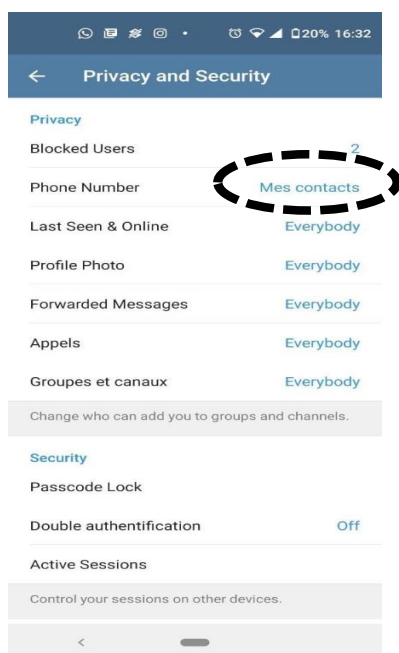 20% 16:32
Privacy and Security
Privacy
Blocked Users 2
Phone Number Mes contacts
Last Seen & Online Everybody
Profile Photo Everybody
Forwarded Messages Everybody
Appels Everybody
Groupes et canaux Everybody
Change who can add you to groups and channels.
Security
Passcode Lock
Double authentification Off
Active Sessions
Control your sessions on other devices.